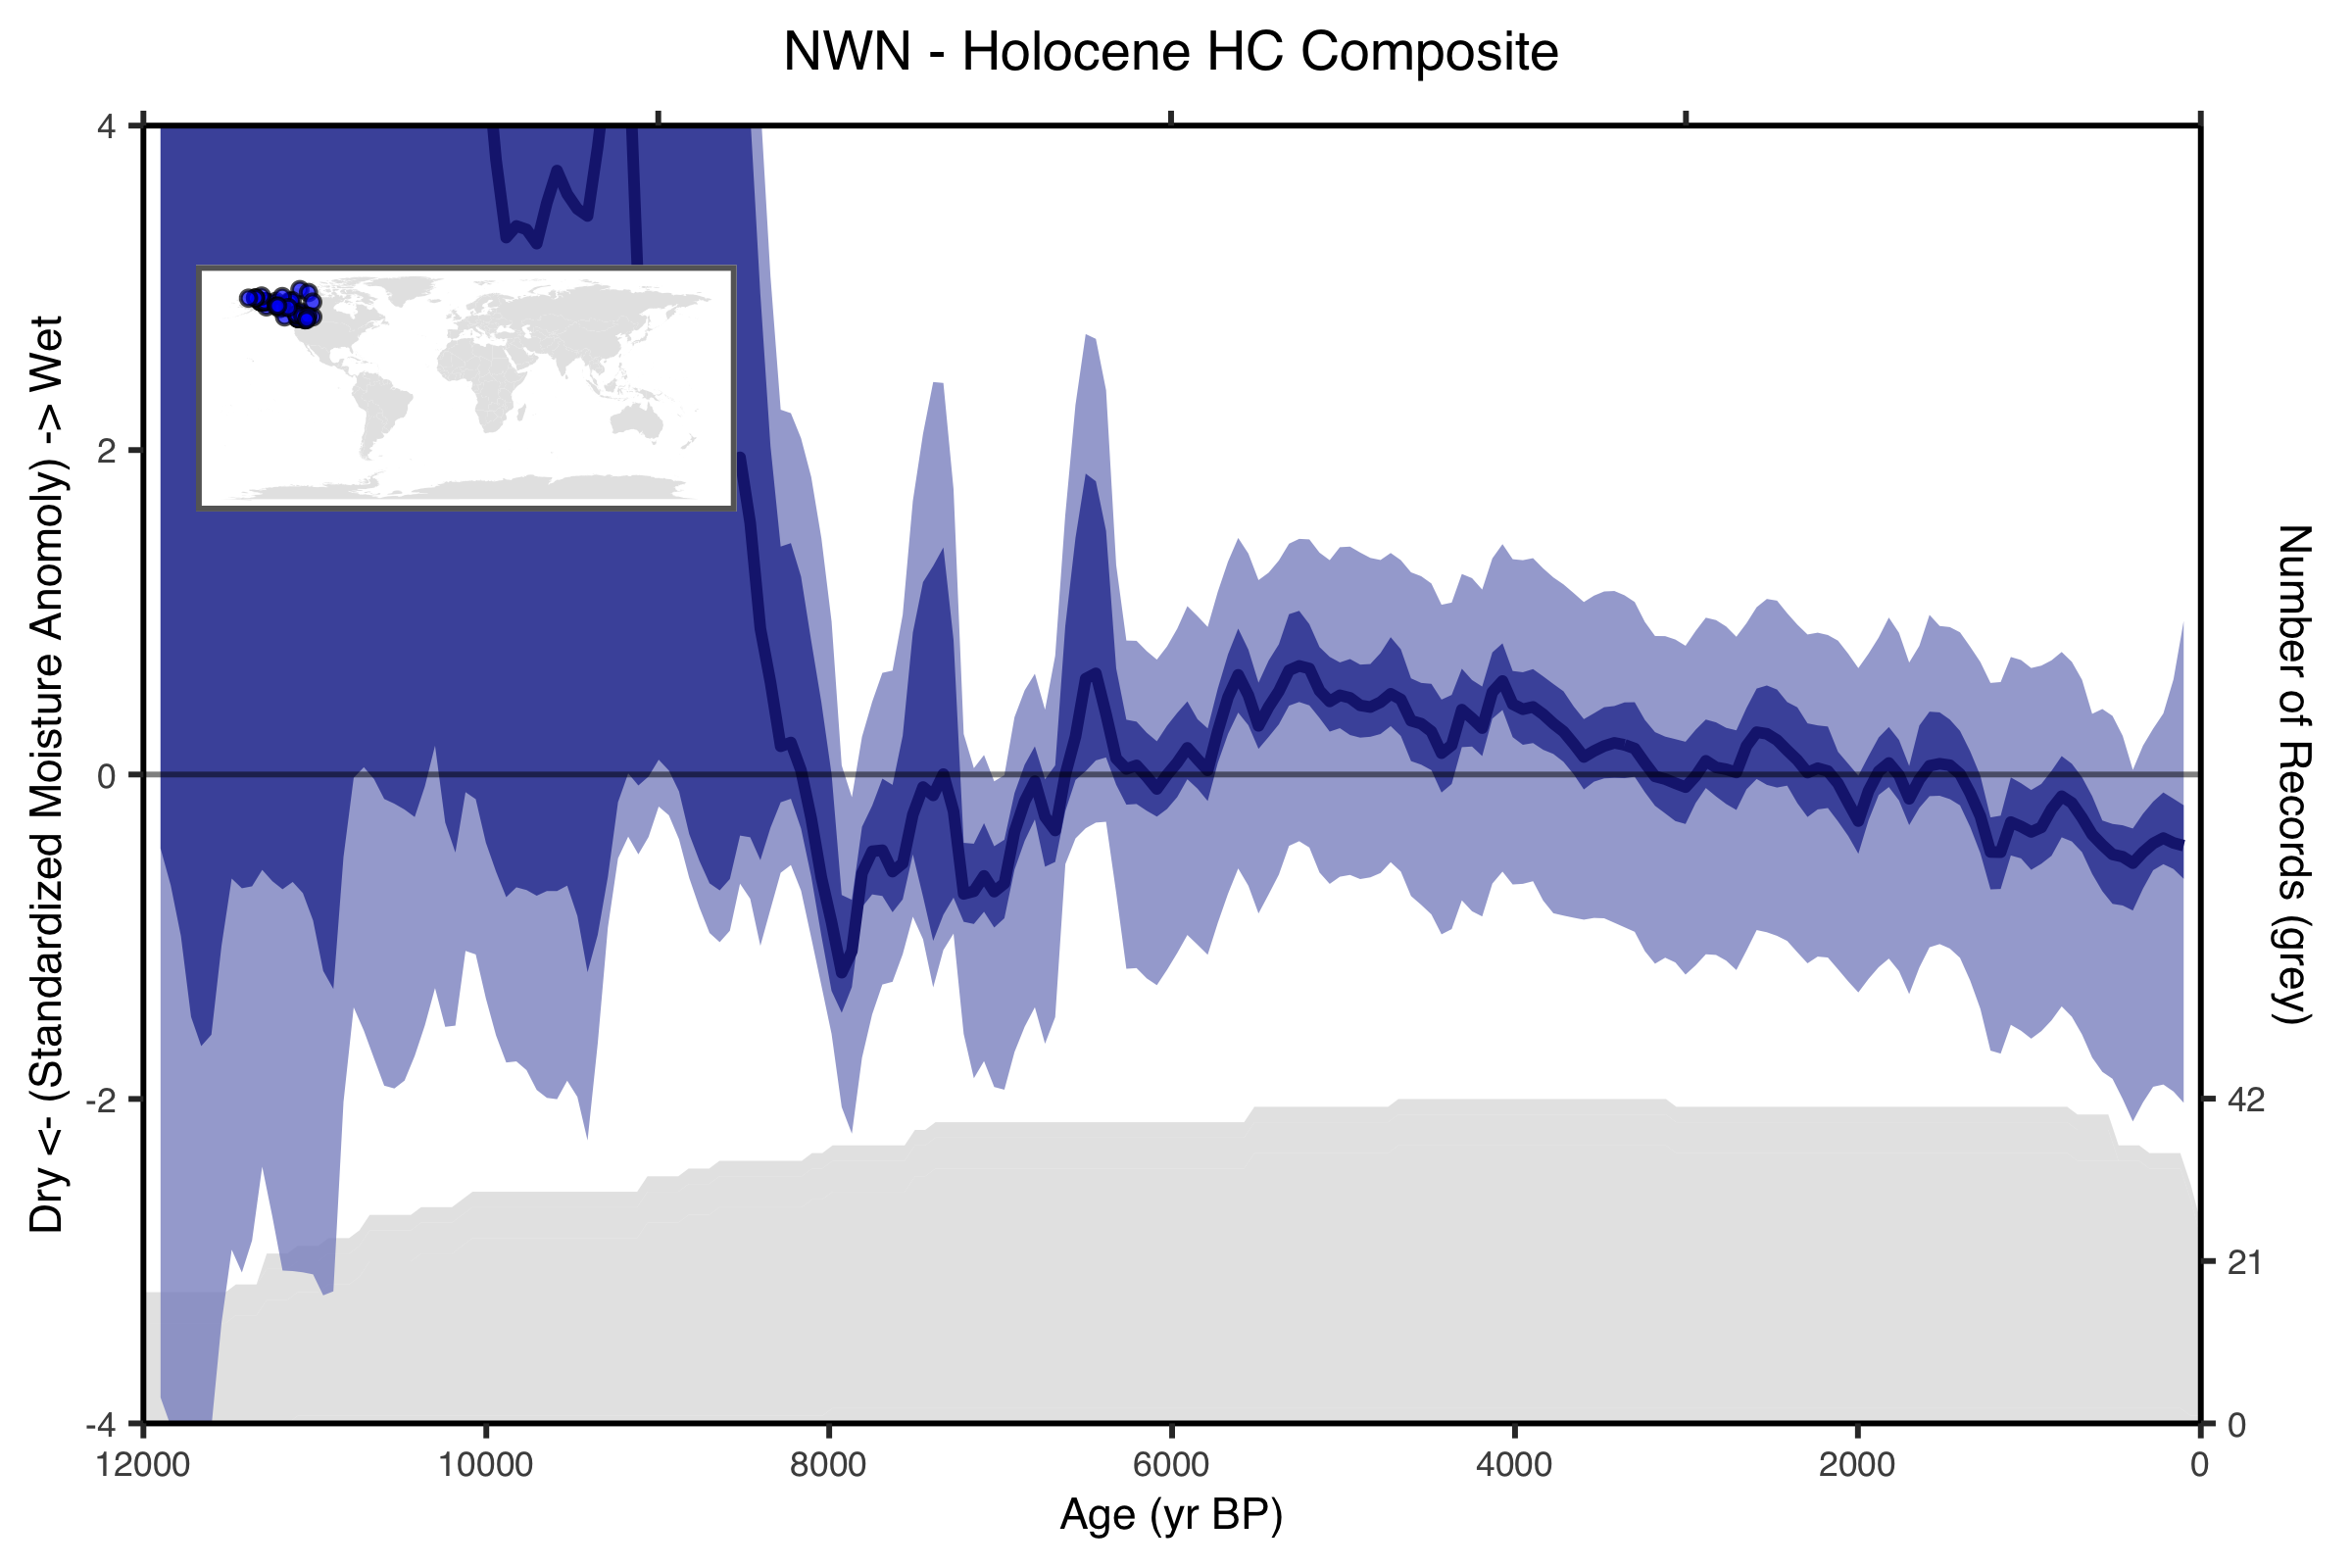 NWN - Holocene HC Composite
Dry <- (Standardized Moisture Anomoly) -> Wet
4
2
0
-2
-4
Number of Records (grey)
42
21
0
12000 10000 8000 6000 4000 2000 0
Age (yr BP)